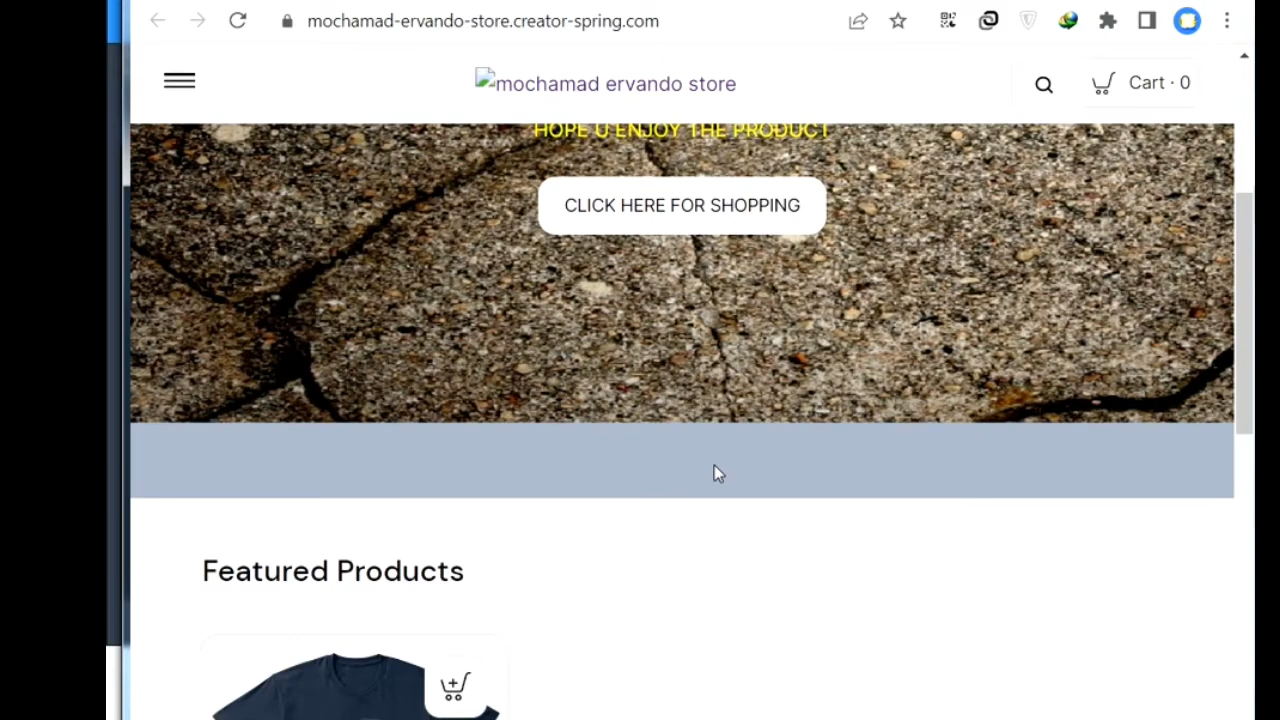 mochamad-ervando-store.creator-spring.com
mochamad ervando store
Cart · 0
HOPE U ENJOY THE PRODUCT
CLICK HERE FOR SHOPPING
Featured Products